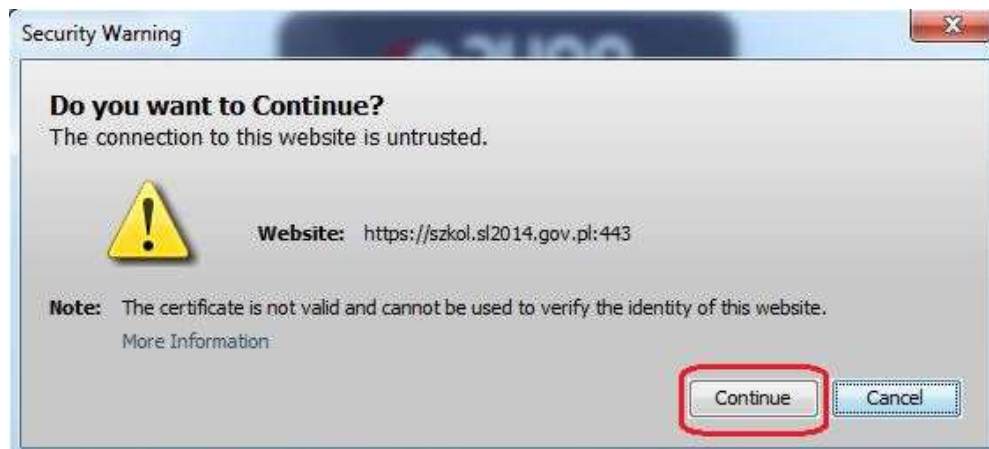 Security Warning
Do you want to Continue?
The connection to this website is untrusted.
Website: https://szkol.sl2014.gov.pl:443
Note: The certificate is not valid and cannot be used to verify the identity of this website.
More Information
Continue Cancel